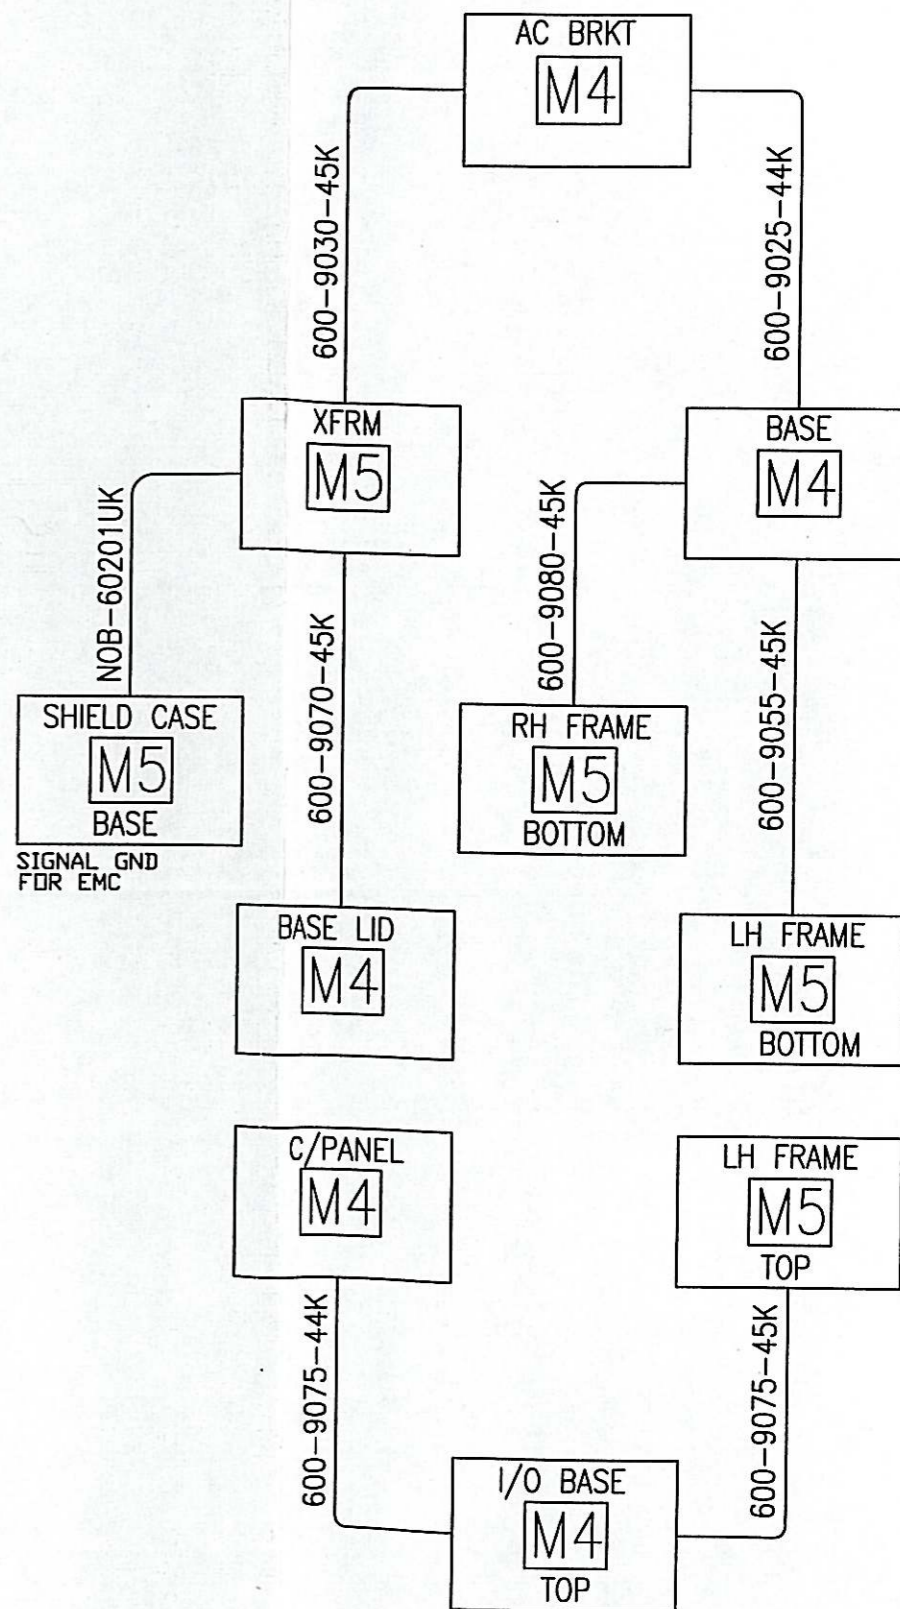 AC BRKT
M4
600-9030-45K
600-9025-44K
XFRM
M5
BASE
M4
NOB-60201UK
600-9070-45K
600-9080-45K
600-9055-45K
SHIELD CASE
M5
BASE
SIGNAL GND
FOR EMC
RH FRAME
M5
BOTTOM
BASE LID
M4
LH FRAME
M5
BOTTOM
C/PANEL
M4
LH FRAME
M5
TOP
600-9075-44K
600-9075-45K
I/O BASE
M4
TOP